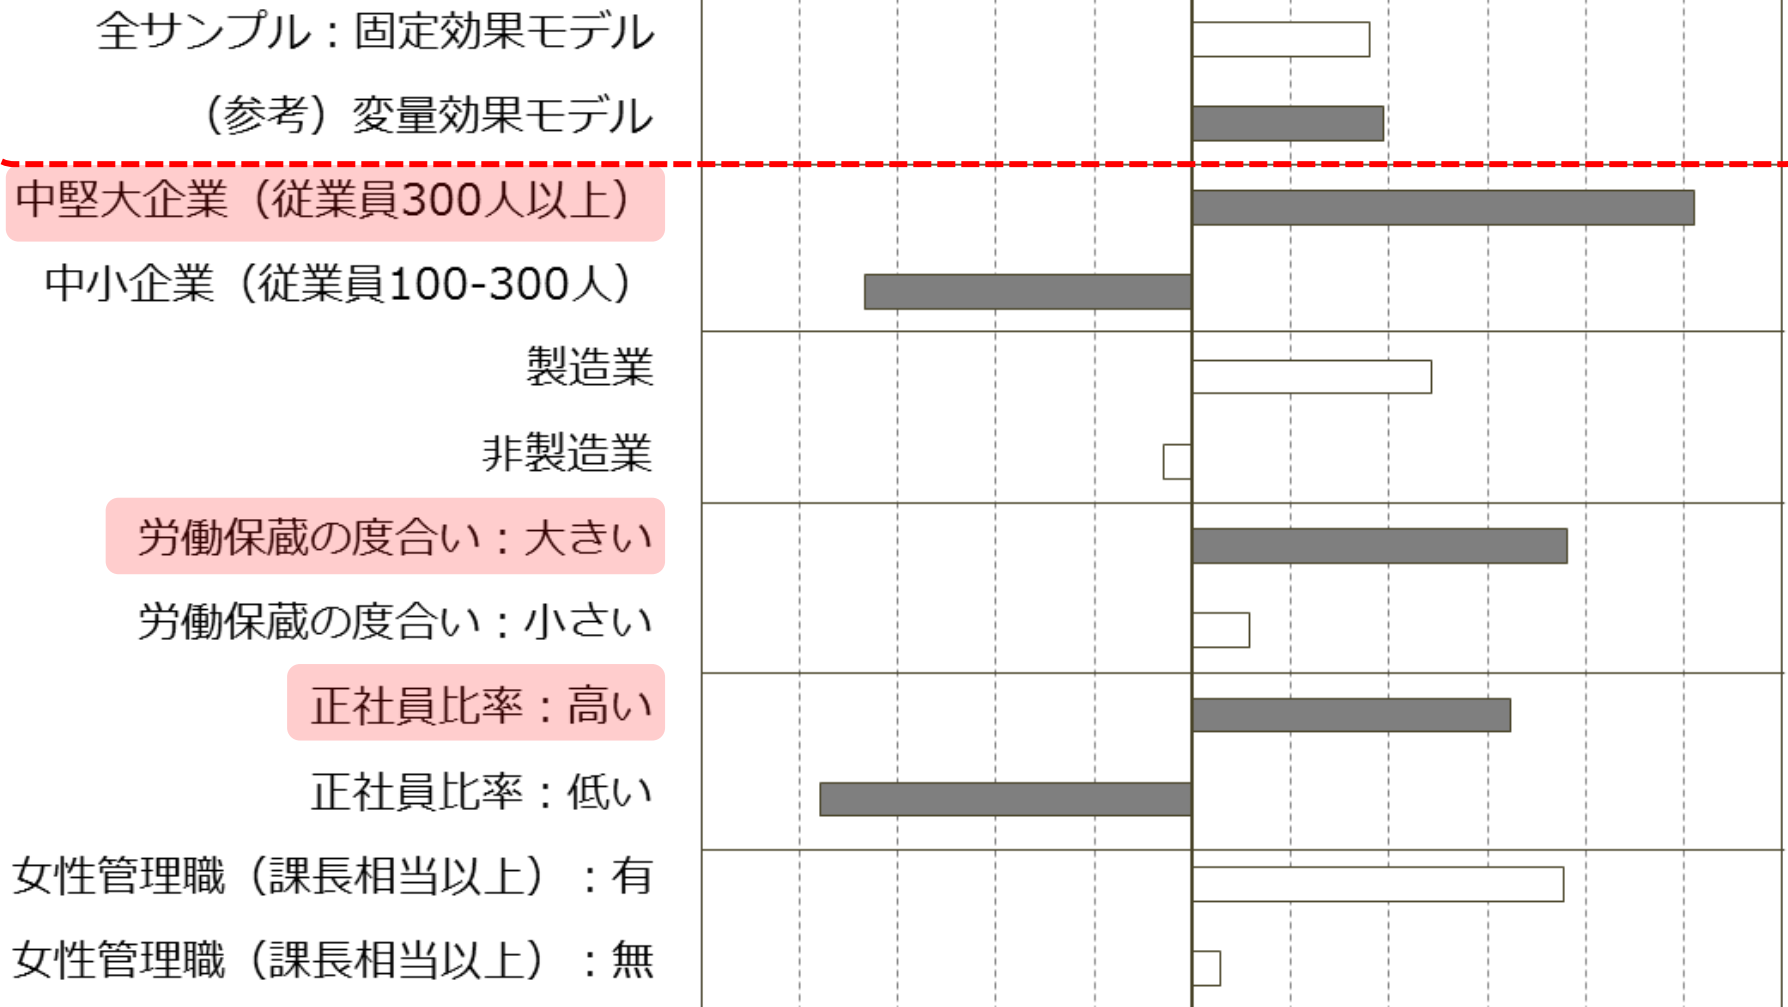 全サンプル：固定効果モデル
（参考）変量効果モデル
中堅大企業（従業員300人以上）
中小企業（従業員100-300人）
製造業
非製造業
労働保蔵の度合い：大きい
労働保蔵の度合い：小さい
正社員比率：高い
正社員比率：低い
女性管理職（課長相当以上）：有
女性管理職（課長相当以上）：無